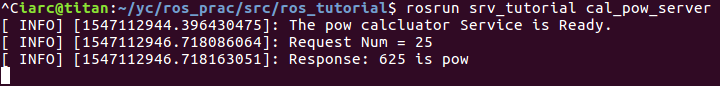 ^Ciarc@titan:~/yc/ros_prac/src/ros_tutorial$ rosrun srv_tutorial cal_pow_server
[ INFO] [1547112944.396430475]: The pow calcluator Service is Ready.
[ INFO] [1547112946.718086064]: Request Num = 25
[ INFO] [1547112946.718163051]: Response: 625 is pow